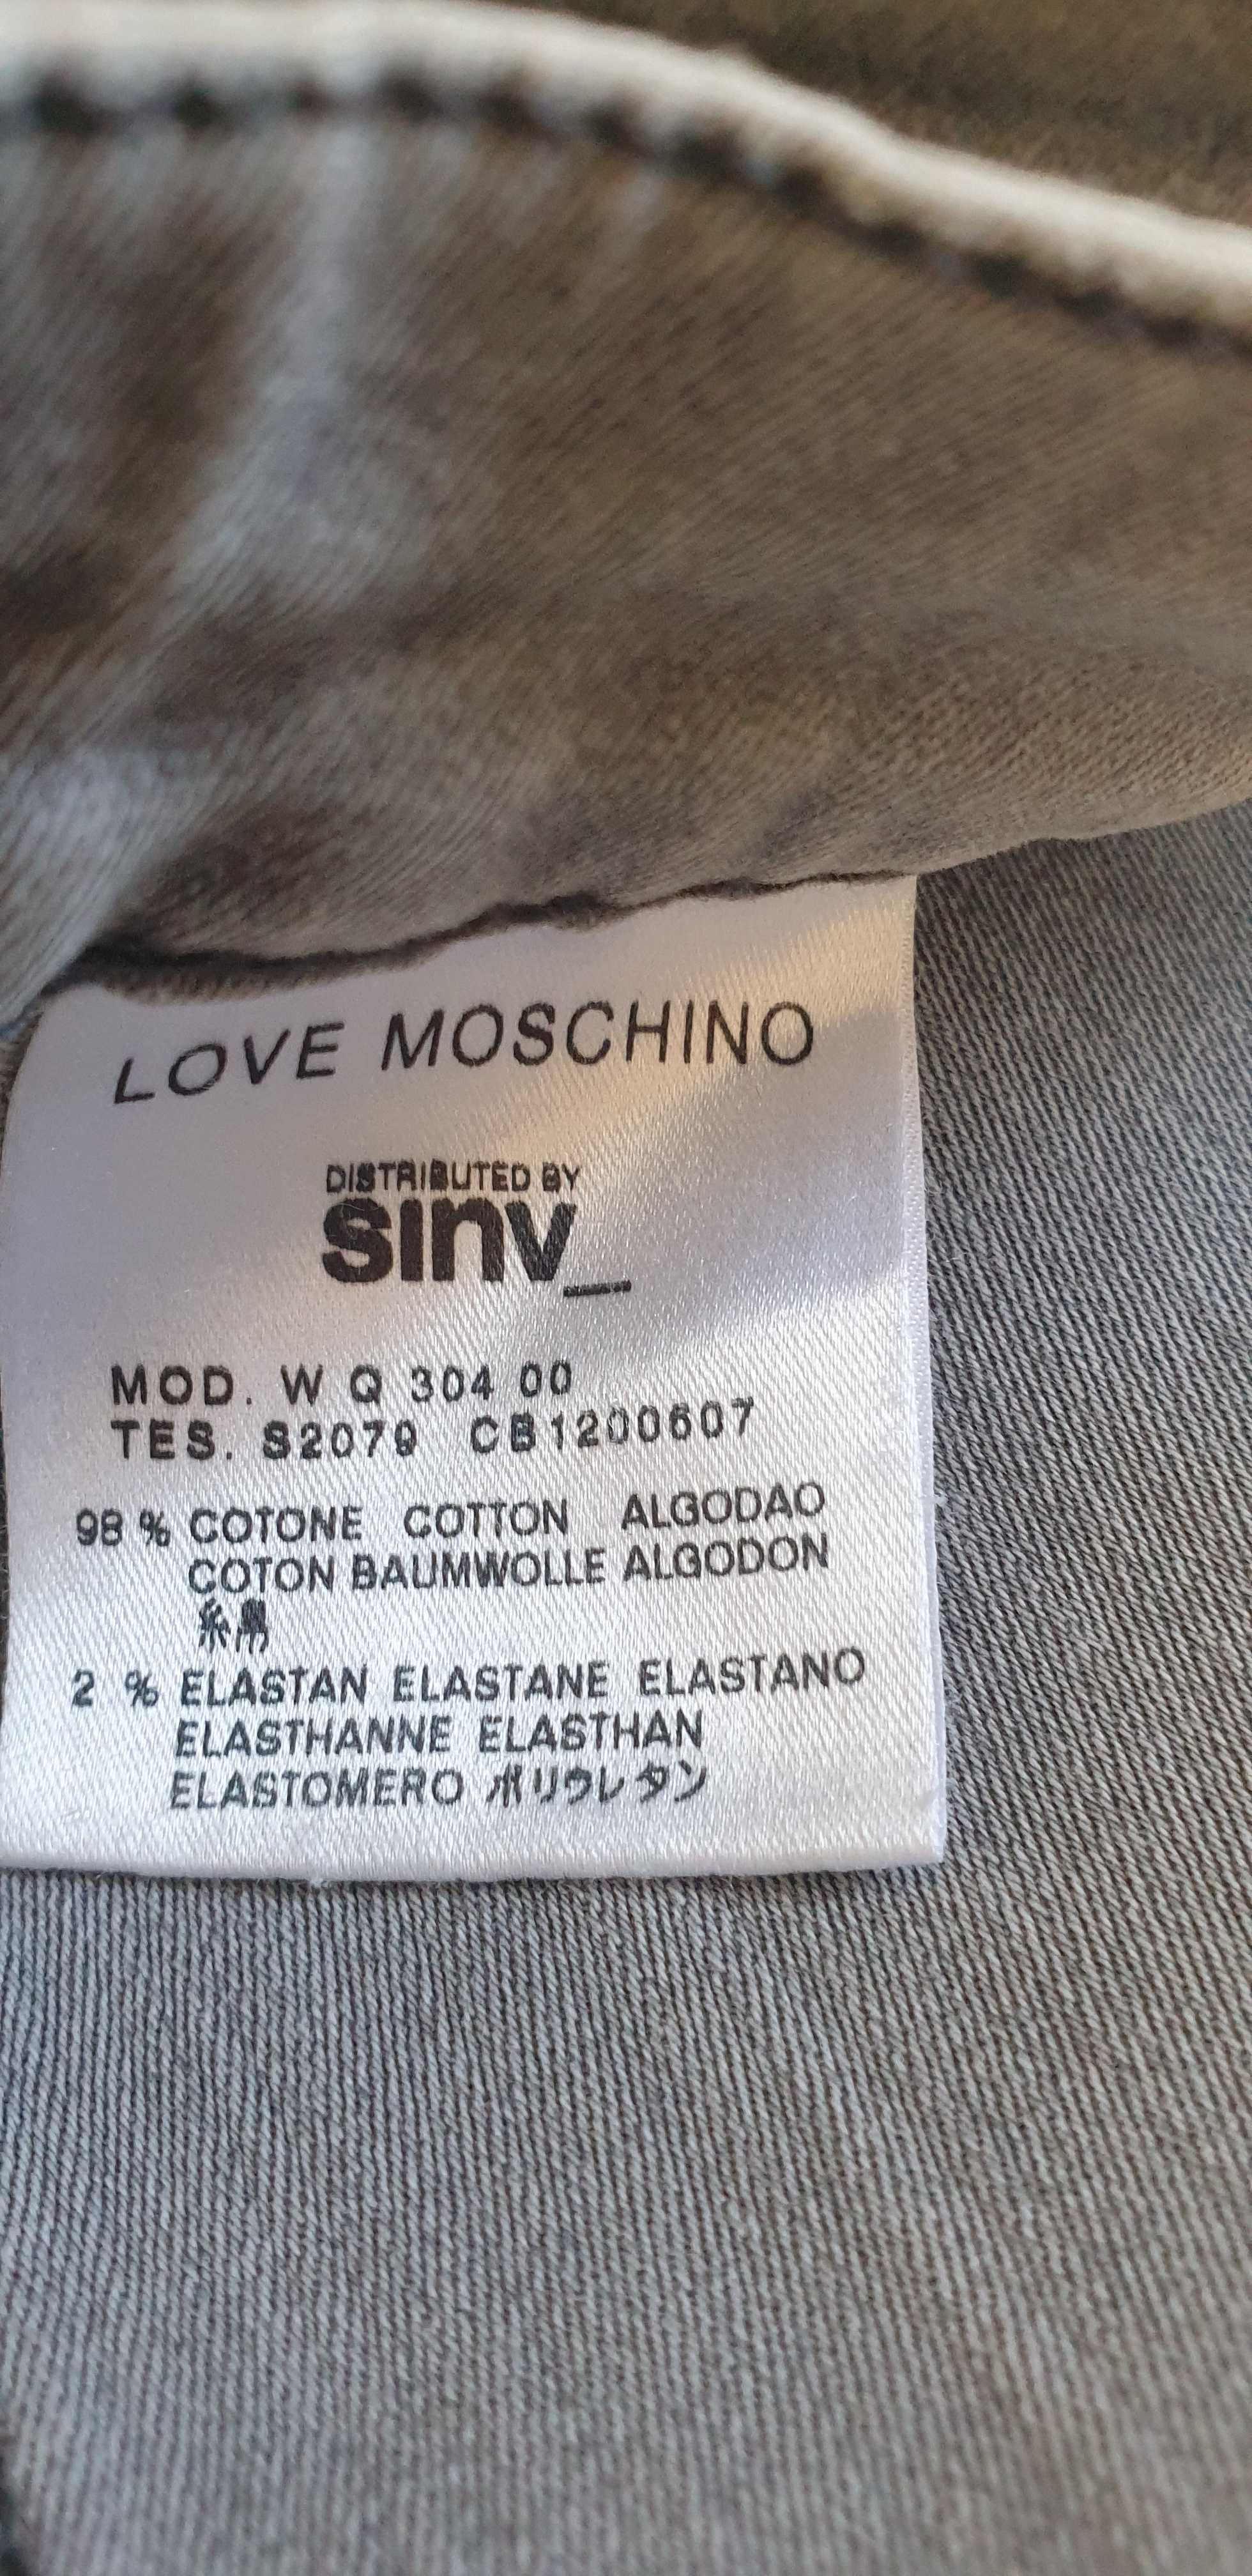 LOVE MOSCHINO
DISTRIBUTED BY
sinv_
MOD. W Q 304 00
TES. S2079 CB1200607
98 % COTONE COTTON ALGODAO
COTON BAUMWOLLE ALGODON
2 % ELASTAN ELASTANE ELASTANO
ELASTHANNE ELASTHAN
ELASTOMERO ポリウレタン